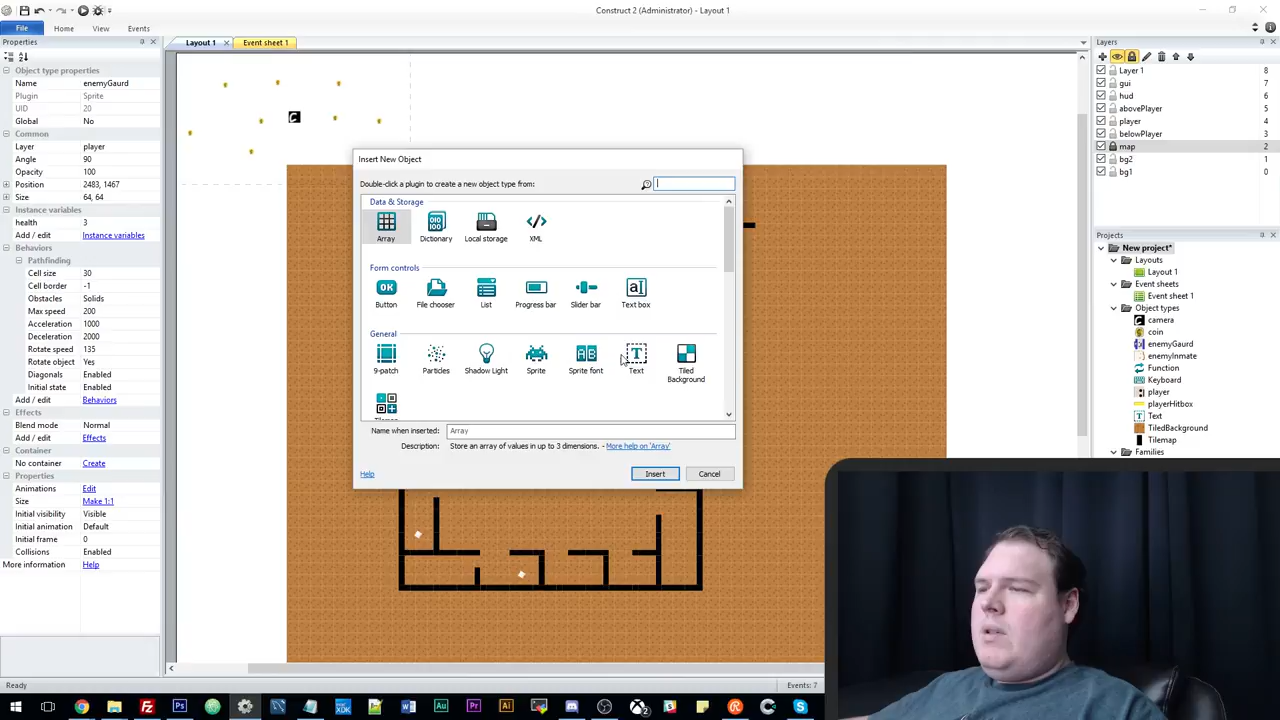 Construct 2 (Administrator) - Layout 1
File Home View Events
Properties
Object type properties
Name enemyGaurd
Plugin Sprite
UID 20
Global No
Common
Layer player
Angle 90
Opacity 100
Position 2483, 1467
Size 64, 64
Instance variables
health 3
Add / edit Instance variables
Behaviors
Pathfinding
Cell size 30
Cell border -1
Obstacles Solids
Max speed 200
Acceleration 1000
Deceleration 2000
Rotate speed 135
Rotate object Yes
Diagonals Enabled
Initial state Enabled
Add / edit Behaviors
Effects
Blend mode Normal
Add / edit Effects
Container
No container Create
Properties
Animations Edit
Size Make 1:1
Initial visibility Visible
Initial animation Default
Initial frame 0
Collisions Enabled
More information Help
Ready
Layout 1 Event sheet 1
C
Insert New Object
Double-click a plugin to create a new object type from:
Data & Storage
Array Dictionary Local storage XML
Form controls
Button File chooser List Progress bar Slider bar Text box
General
9-patch Particles Shadow Light Sprite Sprite font Text Tiled Background
Tilemap
Name when inserted: Array
Description: Store an array of values in up to 3 dimensions. - More help on 'Array'
Help Insert Cancel
Layers
Layer 1 8
gui 7
hud 6
abovePlayer 5
player 4
belowPlayer 3
map 2
bg2 1
bg1 0
Projects
New project*
Layouts
Layout 1
Event sheets
Event sheet 1
Object types
camera
coin
enemyGaurd
enemyInmate
Function
Keyboard
player
playerHitbox
Text
TiledBackground
Tilemap
Families
Events: 7